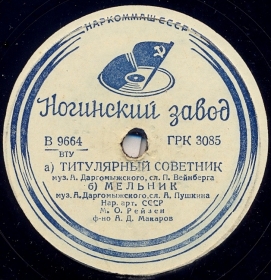 НАРКОММАШ СССР
Ногинский завод
В 9664 ГРК 3085
ВТУ
а) ТИТУЛЯРНЫЙ СОВЕТНИК
муз. А. Даргомыжского, сл. П. Вейнберга
б) МЕЛЬНИК
муз. А. Даргомыжского, сл. А. Пушкина
Нар. арт. СССР
М. О. Рейзен
ф-но А. Д. Макаров